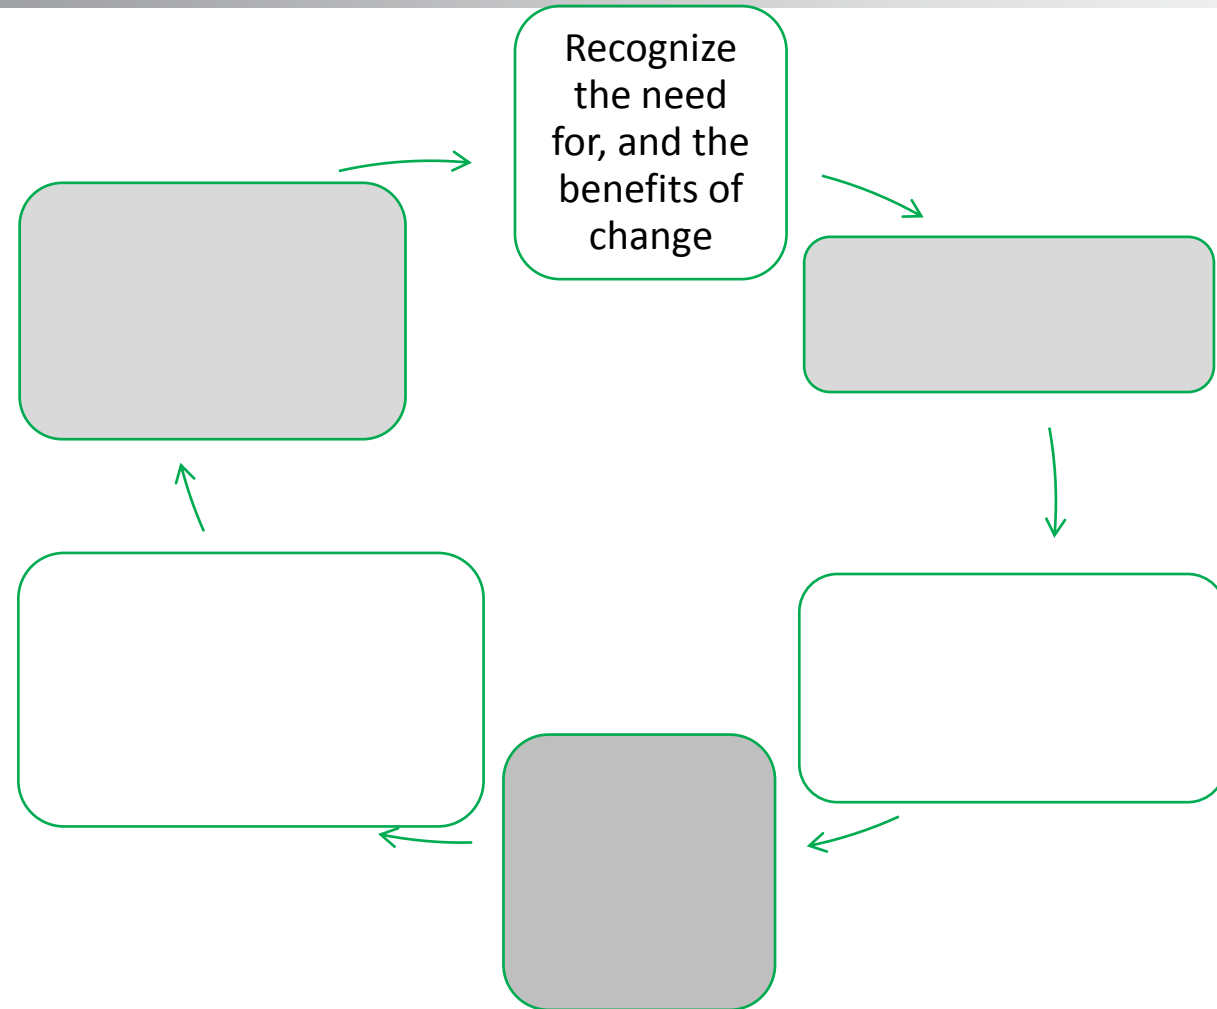 Recognize
the need
for, and the
benefits of
change